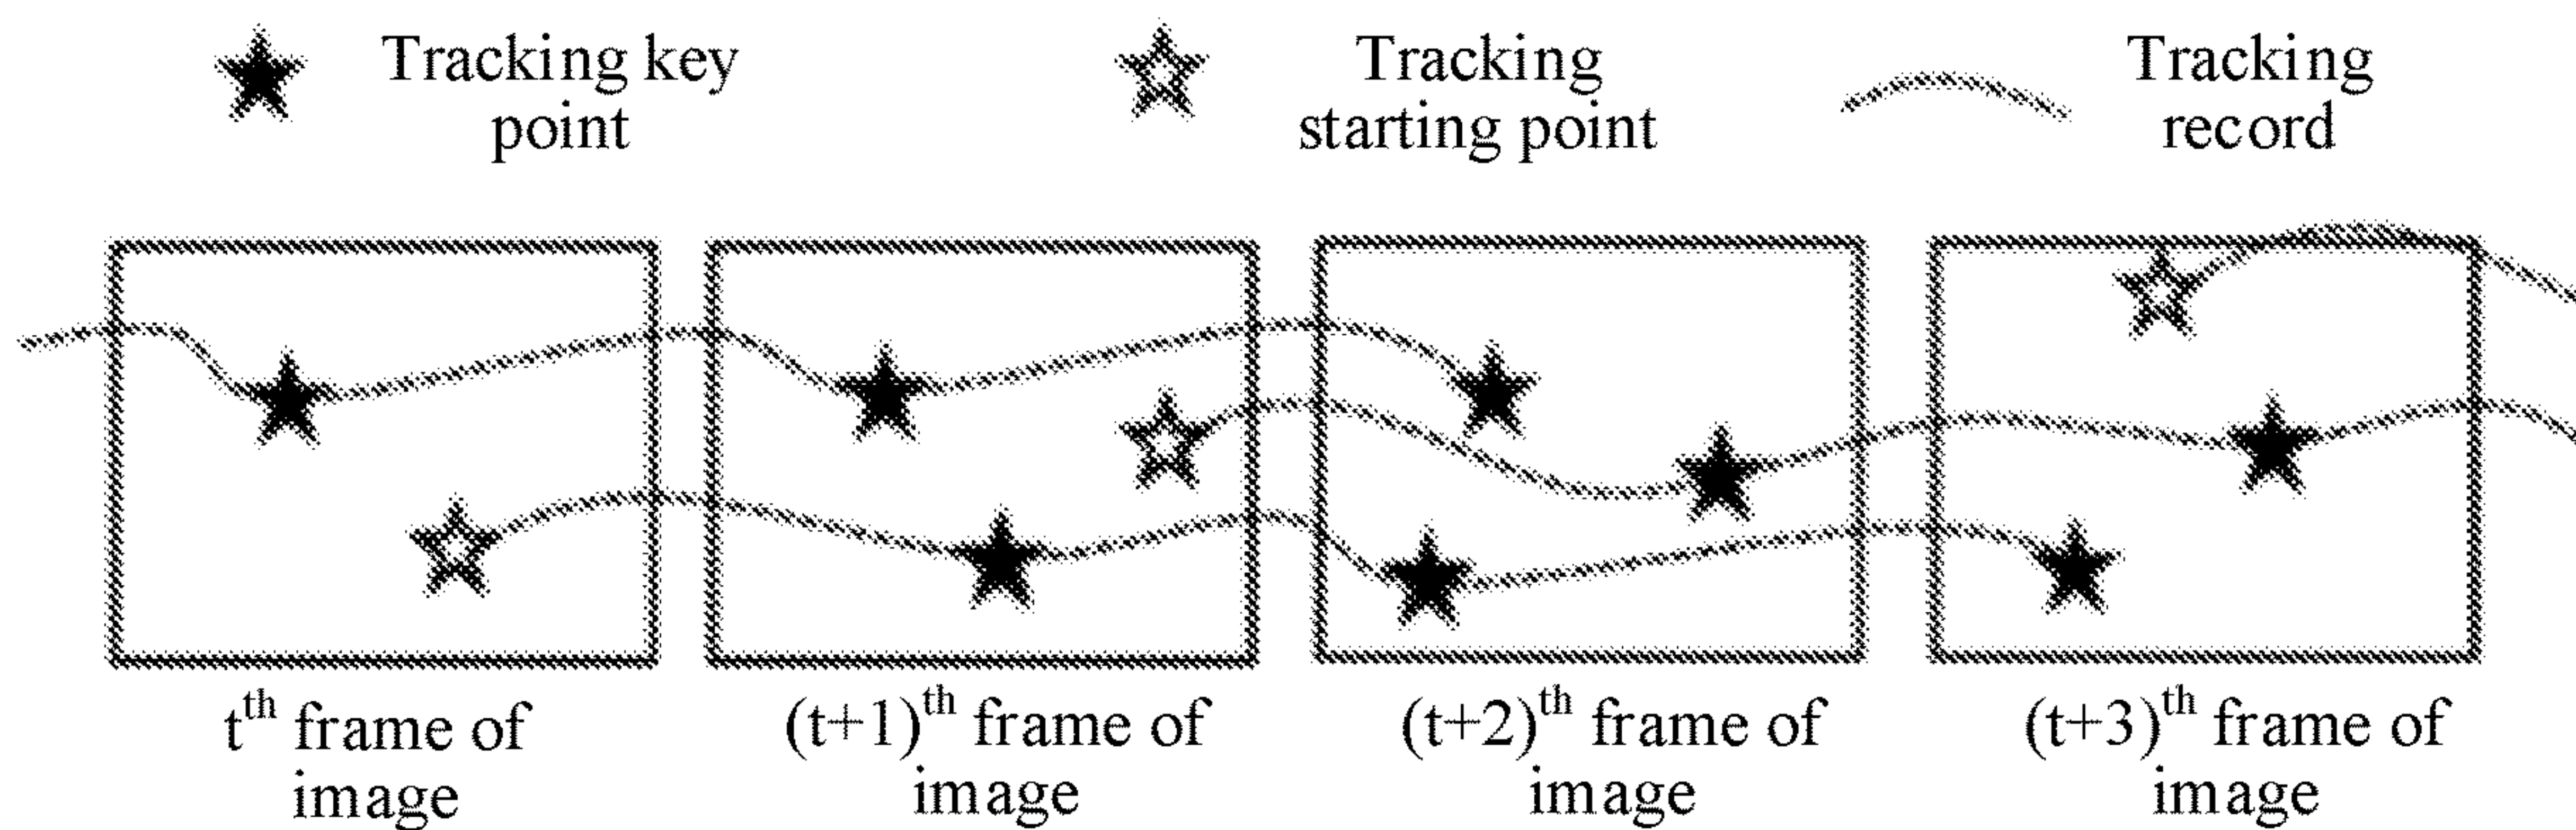 Tracking key
point
Tracking
starting point
Tracking
record
tth frame of
image
(t+1)th frame of
image
(t+2)th frame of
image
(t+3)th frame of
image